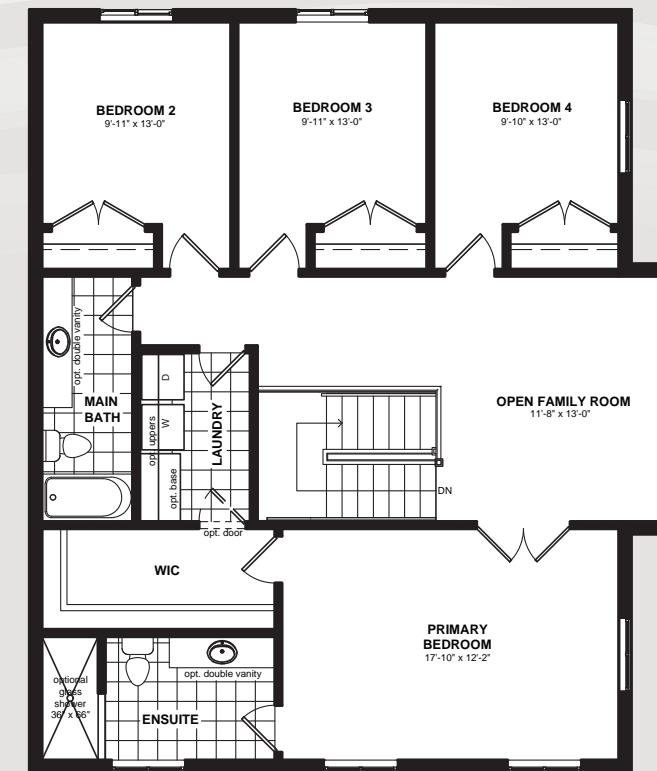 BEDROOM 2
9'-11" x 13'-0"
BEDROOM 3
9'-11" x 13'-0"
BEDROOM 4
9'-10" x 13'-0"
opt. double vanity
MAIN
BATH
D
W
opt. uppers
opt. base
LAUNDRY
opt. door
OPEN FAMILY ROOM
11'-8" x 13'-0"
DN
WIC
PRIMARY
BEDROOM
17'-10" x 12'-2"
optional
glass
shower
36" x 66"
opt. double vanity
ENSUITE